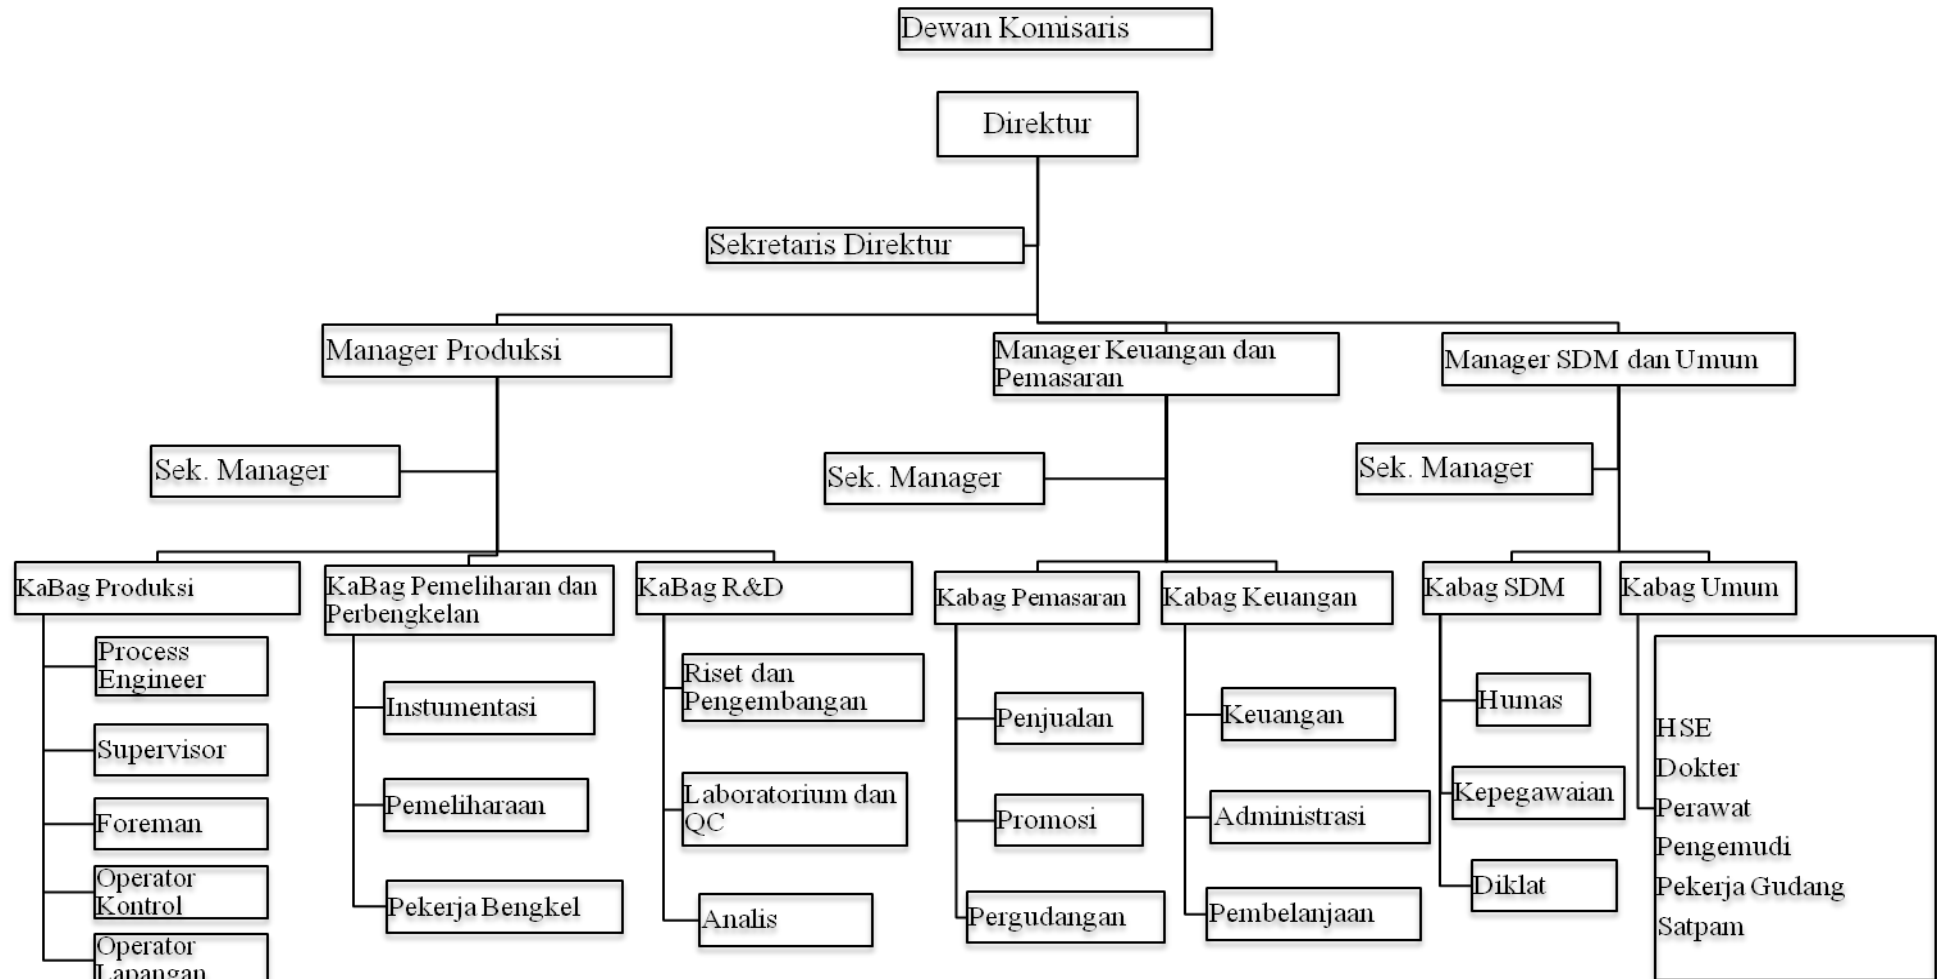 Dewan Komisaris
Direktur
Sekretaris Direktur
Manager Produksi
Manager Keuangan dan
Pemasaran
Manager SDM dan Umum
Sek. Manager
Sek. Manager
Sek. Manager
KaBag Produksi
KaBag Pemeliharan dan
Perbengkelan
KaBag R&D
Kabag Pemasaran
Kabag Keuangan
Kabag SDM
Kabag Umum
Process
Engineer
Supervisor
Foreman
Operator
Kontrol
Operator
Lapangan
Instumentasi
Pemeliharaan
Pekerja Bengkel
Riset dan
Pengembangan
Laboratorium dan
QC
Analis
Penjualan
Promosi
Pergudangan
Keuangan
Administrasi
Pembelanjaan
Humas
Kepegawaian
Diklat
HSE
Dokter
Perawat
Pengemudi
Pekerja Gudang
Satpam